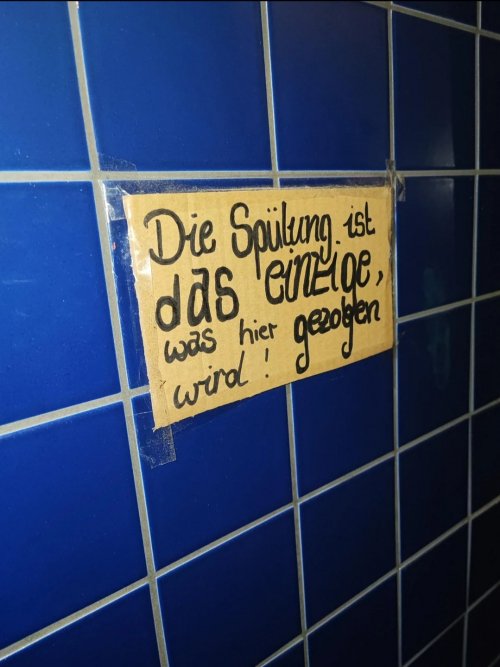 Die Spülung ist
das einzige,
was hier gezogen
wird!